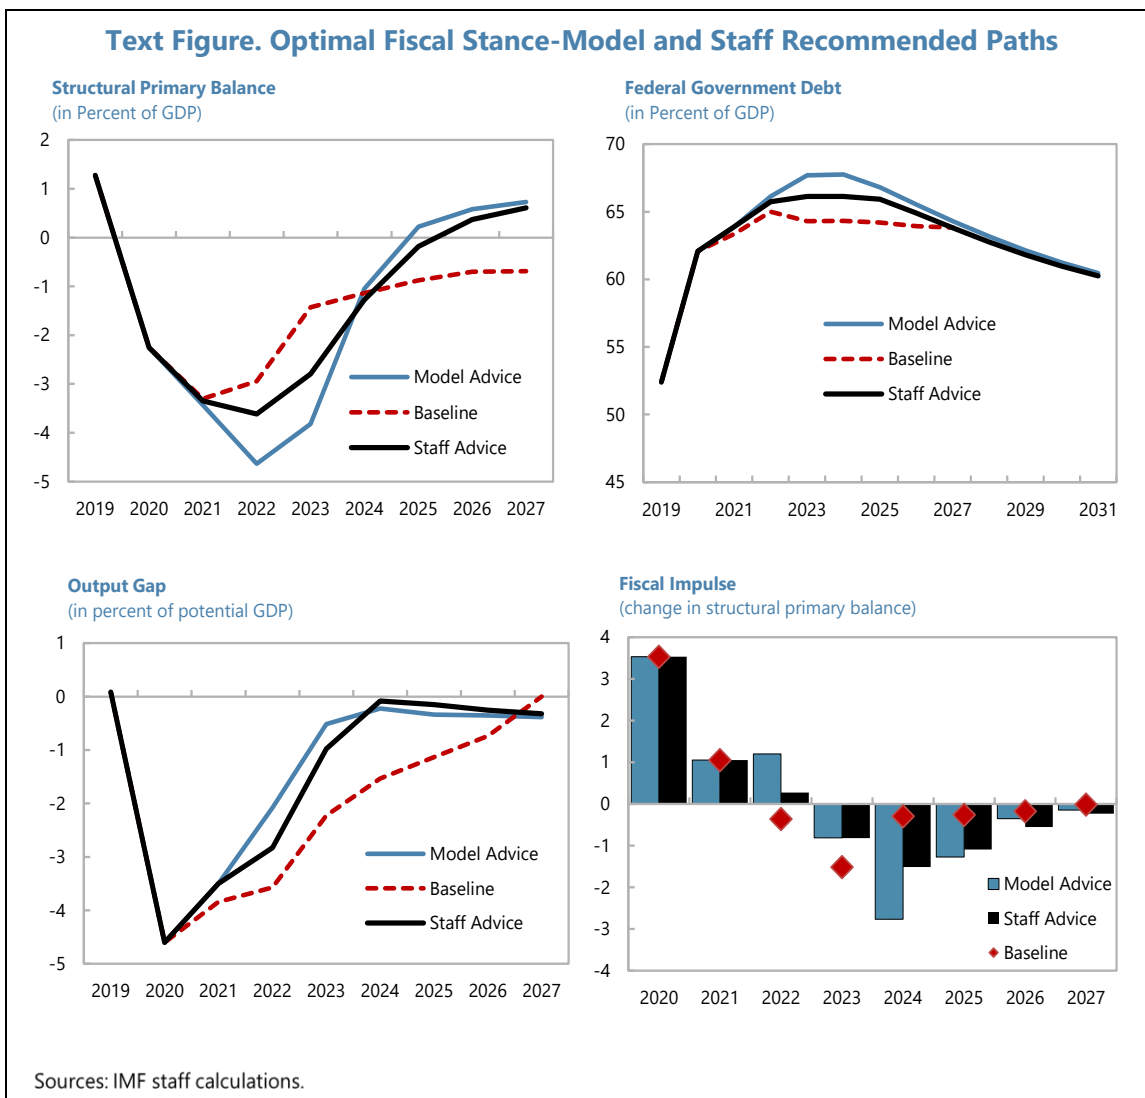 Text Figure. Optimal Fiscal Stance-Model and Staff Recommended Paths
Structural Primary Balance
(in Percent of GDP)
2
1
0
-1
-2
-3
-4
-5
Model Advice
Baseline
Staff Advice
2019 2020 2021 2022 2023 2024 2025 2026 2027
Federal Government Debt
(in Percent of GDP)
70
65
60
55
50
45
Model Advice
Baseline
Staff Advice
2019 2021 2023 2025 2027 2029 2031
Output Gap
(in percent of potential GDP)
1
0
-1
-2
-3
-4
-5
Model Advice
Baseline
Staff Advice
2019 2020 2021 2022 2023 2024 2025 2026 2027
Fiscal Impulse
(change in structural primary balance)
4
3
2
1
0
-1
-2
-3
-4
Model Advice
Staff Advice
Baseline
2020 2021 2022 2023 2024 2025 2026 2027
Sources: IMF staff calculations.